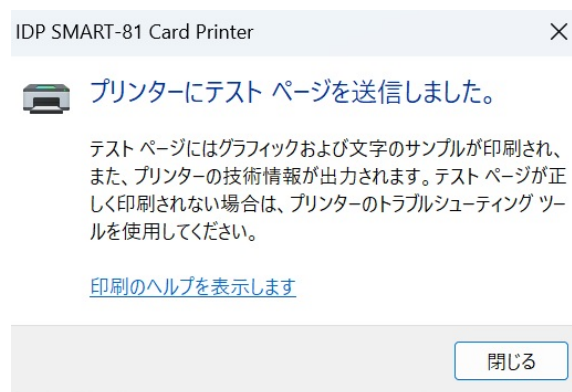 IDP SMART-81 Card Printer
プリンターにテスト ページを送信しました。
テスト ページにはグラフィックおよび文字のサンプルが印刷され、
また、プリンターの技術情報が出力されます。テスト ページが正
しく印刷されない場合は、プリンターのトラブルシューティング ツー
ルを使用してください。
印刷のヘルプを表示します
閉じる